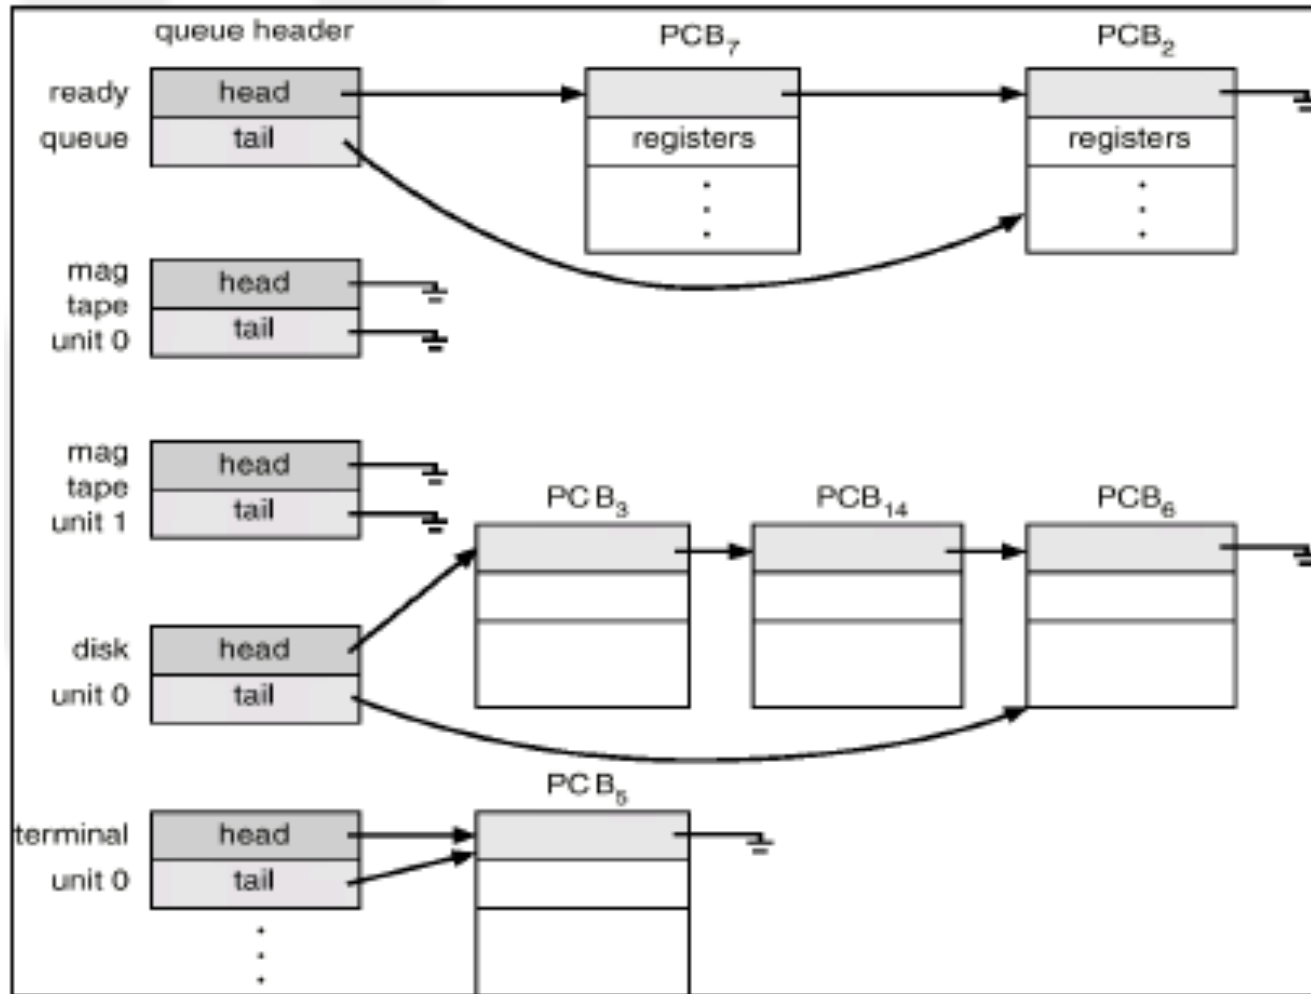 queue header
PCB₇
PCB₂
ready
head
queue
tail
registers
registers
mag
tape
unit 0
head
tail
mag
tape
unit 1
head
tail
PCB₃
PCB₁₄
PCB₆
disk
head
unit 0
tail
PCB₅
terminal
head
unit 0
tail